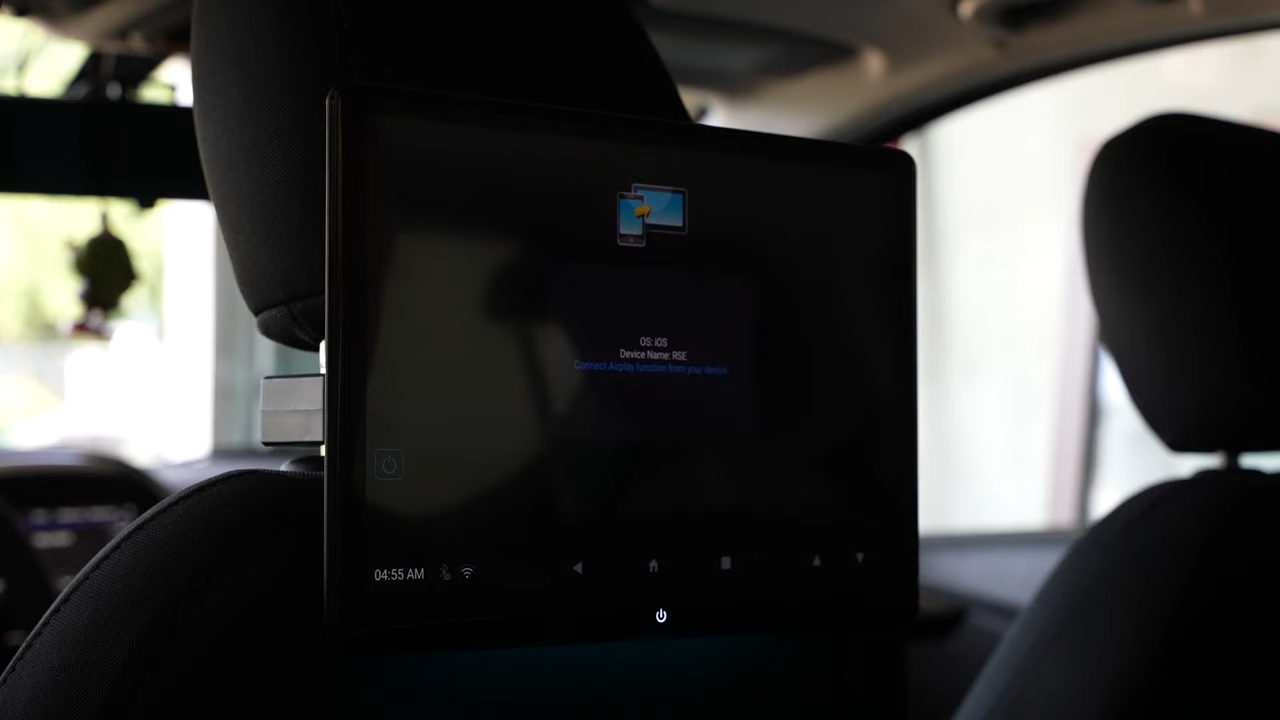 OS: iOS
Device Name: RSE
Connect Airplay function from your device
04:55 AM